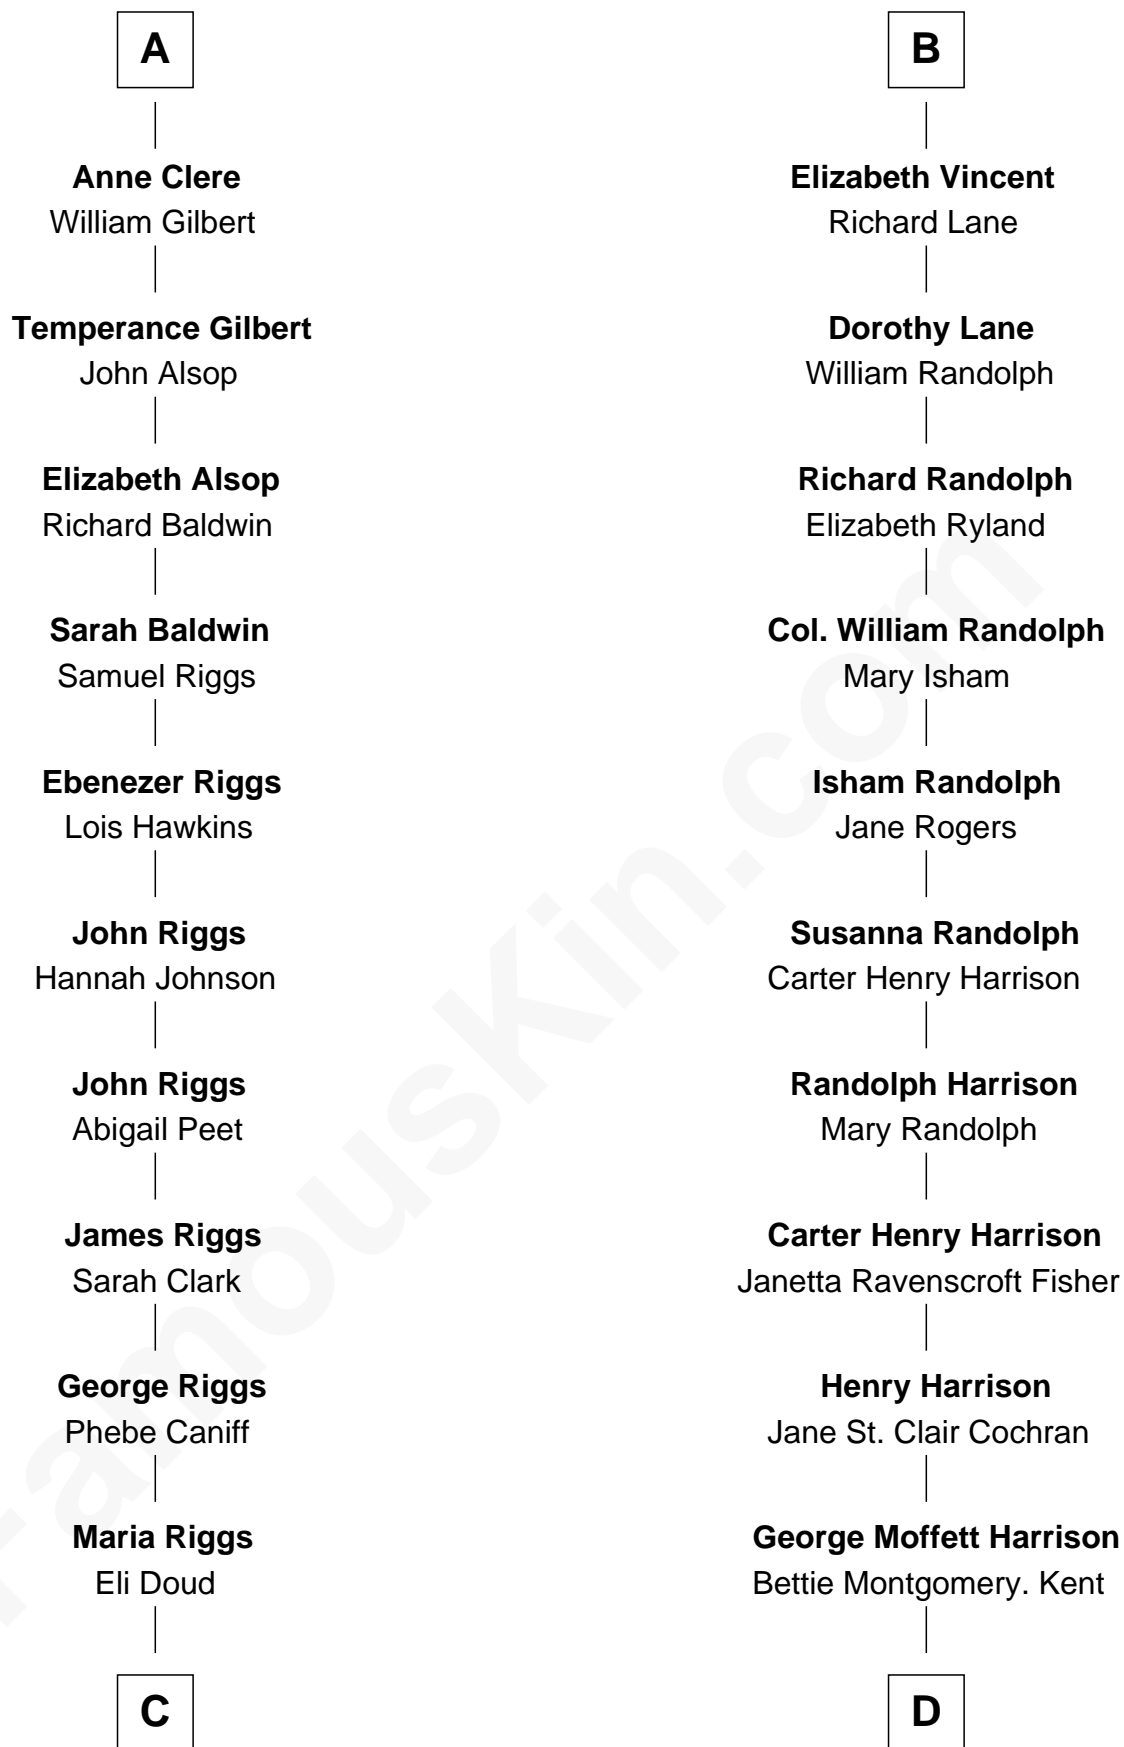 A
Anne Clere
William Gilbert
Temperance Gilbert
John Alsop
Elizabeth Alsop
Richard Baldwin
Sarah Baldwin
Samuel Riggs
Ebenezer Riggs
Lois Hawkins
John Riggs
Hannah Johnson
John Riggs
Abigail Peet
James Riggs
Sarah Clark
George Riggs
Phebe Caniff
Maria Riggs
Eli Doud
C
B
Elizabeth Vincent
Richard Lane
Dorothy Lane
William Randolph
Richard Randolph
Elizabeth Ryland
Col. William Randolph
Mary Isham
Isham Randolph
Jane Rogers
Susanna Randolph
Carter Henry Harrison
Randolph Harrison
Mary Randolph
Carter Henry Harrison
Janetta Ravenscroft Fisher
Henry Harrison
Jane St. Clair Cochran
George Moffett Harrison
Bettie Montgomery. Kent
D
FamousKin.com